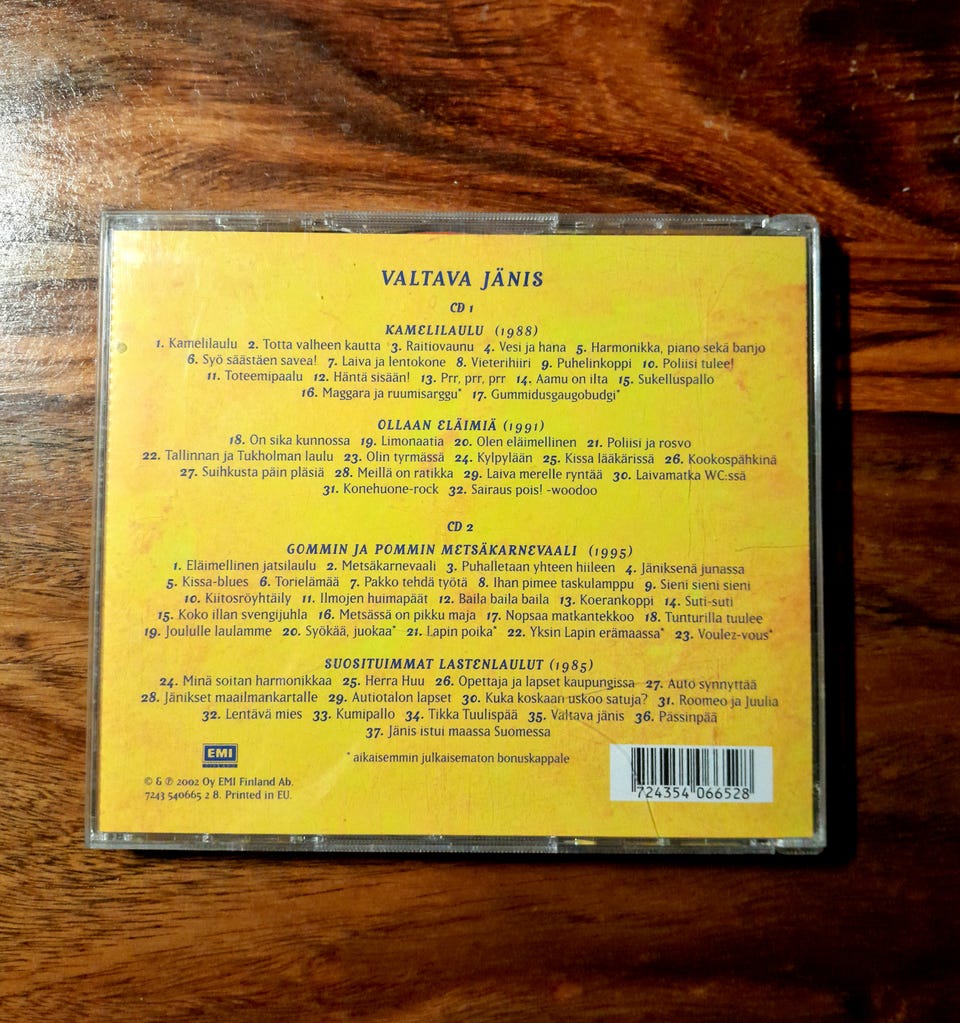 VALTAVA JÄNIS
CD 1
KAMELILAULU (1988)
1. Kamelilaulu 2. Totta valheen kautta 3. Raitiovaunu 4. Vesi ja hana 5. Harmonikka, piano sekä banjo
6. Syö säästäen savea! 7. Laiva ja lentokone 8. Vieterihiiri 9. Puhelinkoppi 10. Poliisi tulee!
11. Toteemipaalu 12. Häntä sisään! 13. Prr, prr, prr 14. Aamu on ilta 15. Sukelluspallo
16. Maggara ja ruumisarggu* 17. Gummidusgaugobudgi*
OLLAAN ELÄIMIÄ (1991)
18. On sika kunnossa 19. Limonaatia 20. Olen eläimellinen 21. Poliisi ja rosvo
22. Tallinnan ja Tukholman laulu 23. Olin tyrmässä 24. Kylpylään 25. Kissa lääkärissä 26. Kookospähkinä
27. Suihkusta päin pläsiä 28. Meillä on ratikka 29. Laiva merelle ryntää 30. Laivamatka WC:ssä
31. Konehuone-rock 32. Sairaus pois! -woodoo
CD 2
GOMMIN JA POMMIN METSÄKARNEVAALI (1995)
1. Eläimellinen jatsilaulu 2. Metsäkarnevaali 3. Puhalletaan yhteen hiileen 4. Jäniksenä junassa
5. Kissa-blues 6. Torielämää 7. Pakko tehdä työtä 8. Ihan pimee taskulamppu 9. Sieni sieni sieni
10. Kiitosröyhtäily 11. Ilmojen huimapäät 12. Baila baila baila 13. Koerankoppi 14. Suti-suti
15. Koko illan svengijuhla 16. Metsässä on pikku maja 17. Nopsaa matkantekkoo 18. Tunturilla tuulee
19. Joululle laulamme 20. Syökää, juokaa* 21. Lapin poika* 22. Yksin Lapin erämaassa* 23. Voulez-vous*
SUOSITUIMMAT LASTENLAULUT (1985)
24. Minä soitan harmonikkaa 25. Herra Huu 26. Opettaja ja lapset kaupungissa 27. Auto synnyttää
28. Jänikset maailmankartalle 29. Autiotalon lapset 30. Kuka koskaan uskoo satuja? 31. Roomeo ja Juulia
32. Lentävä mies 33. Kumipallo 34. Tikka Tuulispää 35. Valtava jänis 36. Pässinpää
37. Jänis istui maassa Suomessa
* aikaisemmin julkaisematon bonuskappale
EMI
© & ℗ 2002 Oy EMI Finland Ab.
7243 540665 2 8. Printed in EU.
724354 066528